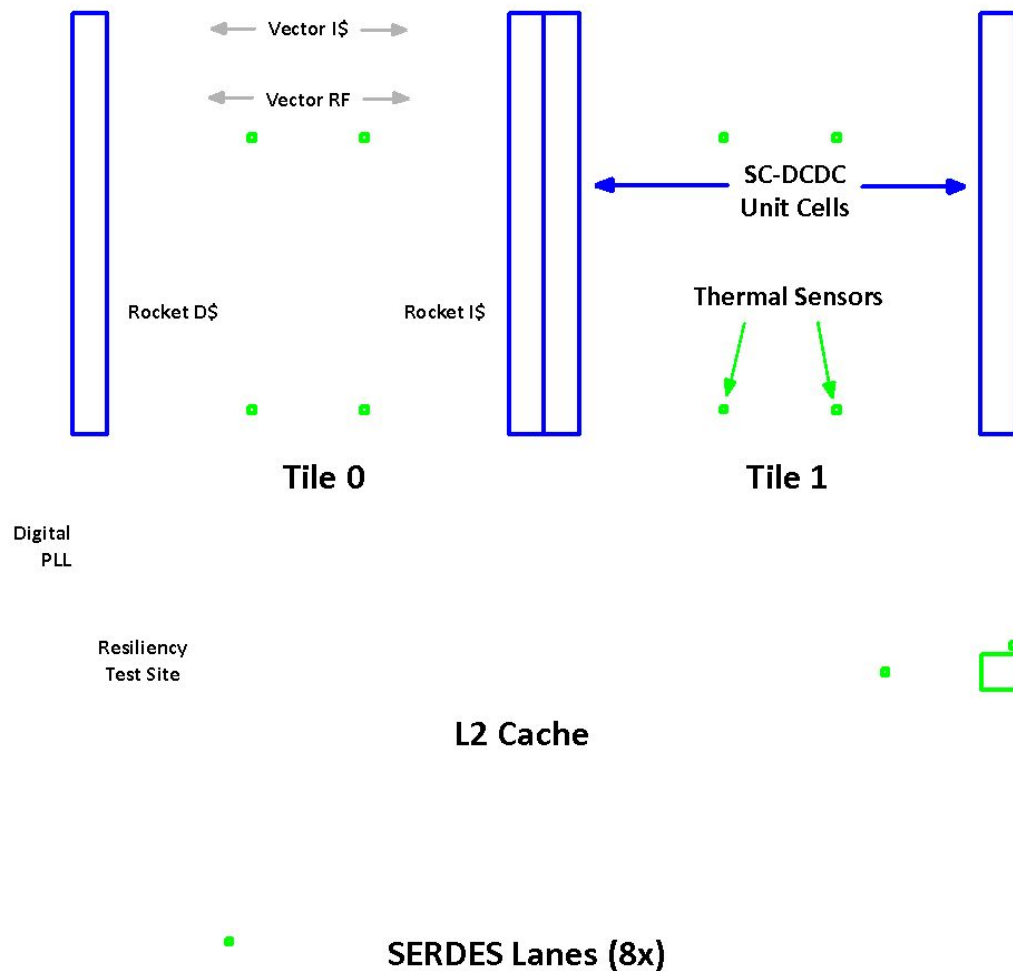 Vector I$
Vector RF
SC-DCDC
Unit Cells
Rocket D$
Rocket I$
Thermal Sensors
Tile 0
Tile 1
Digital
PLL
Resiliency
Test Site
L2 Cache
SERDES Lanes (8x)